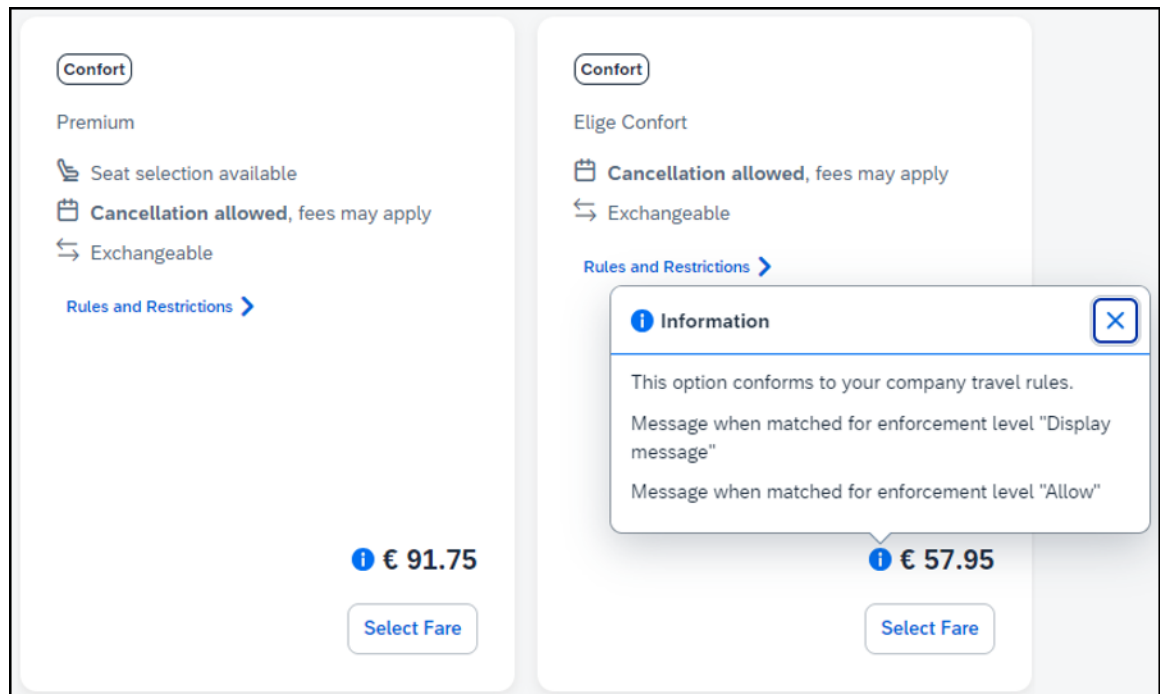 Confort
Premium
Seat selection available
Cancellation allowed, fees may apply
Exchangeable
Rules and Restrictions
€ 91.75
Select Fare
Confort
Elige Confort
Cancellation allowed, fees may apply
Exchangeable
Rules and Restrictions
Information
This option conforms to your company travel rules.
Message when matched for enforcement level "Display
message"
Message when matched for enforcement level "Allow"
€ 57.95
Select Fare